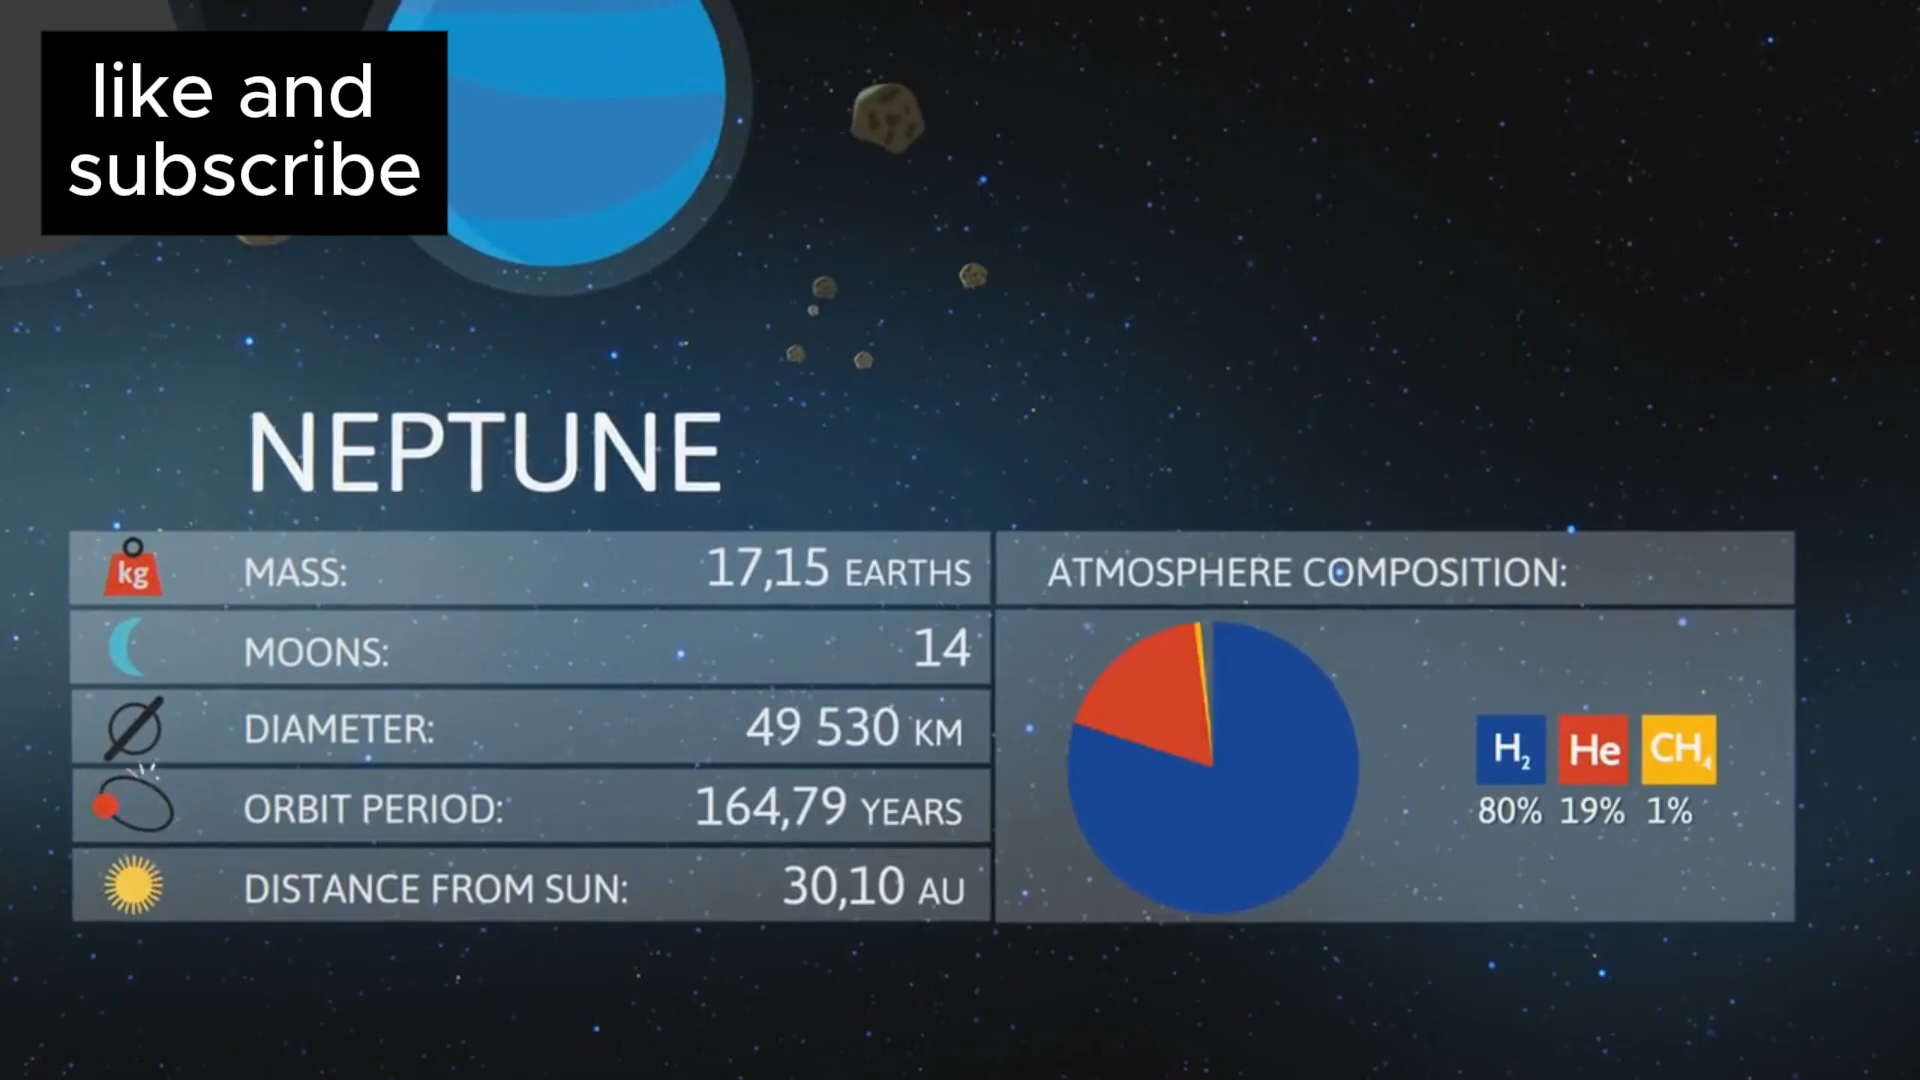 like and
subscribe
NEPTUNE
kg
MASS: 17,15 EARTHS
MOONS: 14
DIAMETER: 49 530 KM
ORBIT PERIOD: 164,79 YEARS
DISTANCE FROM SUN: 30,10 AU
ATMOSPHERE COMPOSITION:
H₂ He CH₄
80% 19% 1%